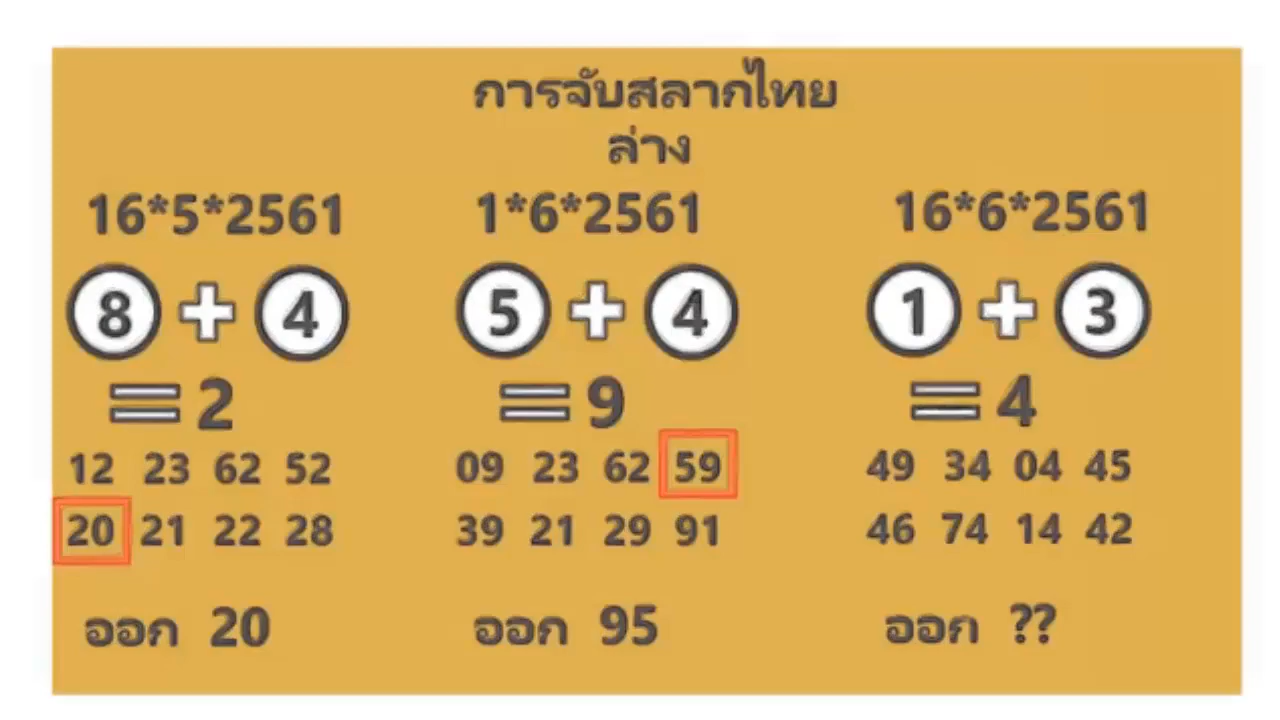 การจับสลากไทย
ล่าง
16*5*2561 1*6*2561 16*6*2561
8 + 4 5 + 4 1 + 3
= 2 = 9 = 4
12 23 62 52 09 23 62 59 49 34 04 45
20 21 22 28 39 21 29 91 46 74 14 42
ออก 20 ออก 95 ออก ??